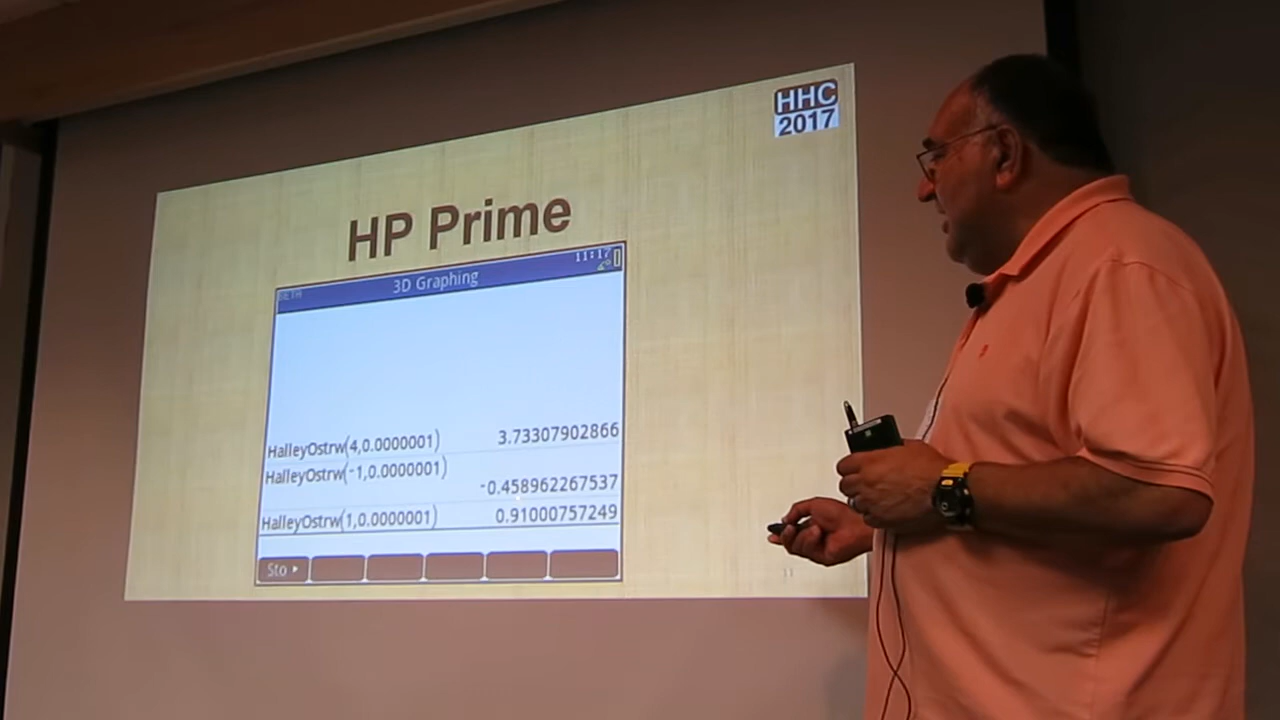 HHC
2017
HP Prime
BETA
11:17
3D Graphing
HalleyOstrw(4,0.0000001) 3.73307902866
HalleyOstrw(-1,0.0000001)
-0.458962267537
HalleyOstrw(1,0.0000001) 0.91000757249
Sto ▸